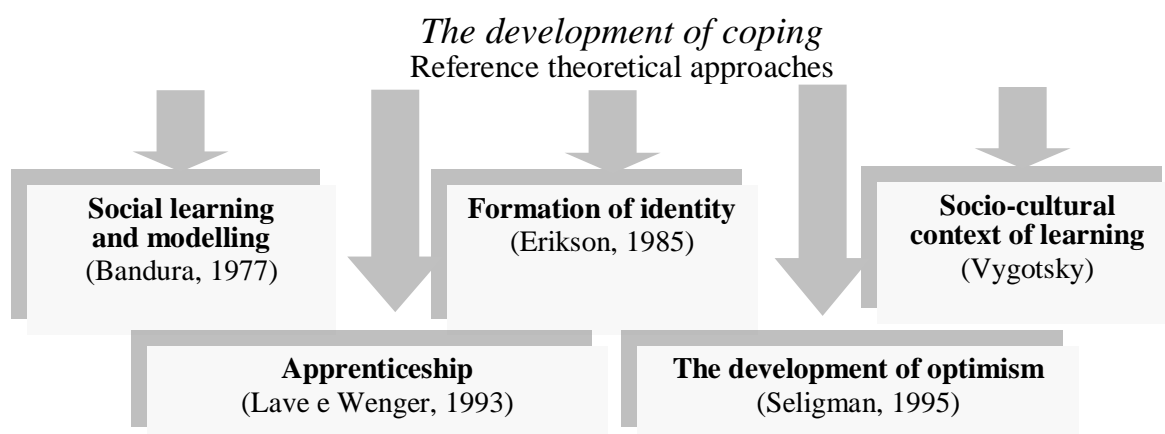 The development of coping
Reference theoretical approaches
Social learning
and modelling
(Bandura, 1977)
Formation of identity
(Erikson, 1985)
Socio-cultural
context of learning
(Vygotsky)
Apprenticeship
(Lave e Wenger, 1993)
The development of optimism
(Seligman, 1995)